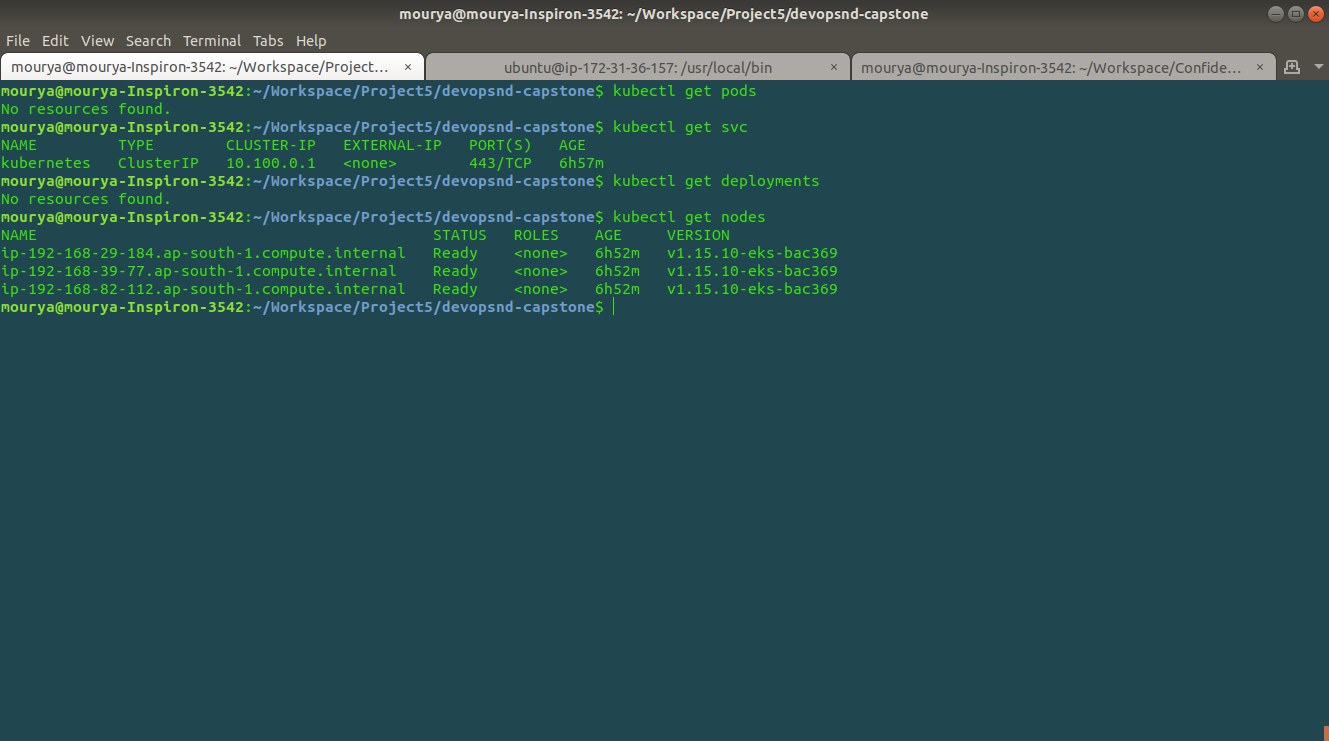 mourya@mourya-Inspiron-3542: ~/Workspace/Project5/devopsnd-capstone
File Edit View Search Terminal Tabs Help
mourya@mourya-Inspiron-3542: ~/Workspace/Project... × ubuntu@ip-172-31-36-157: /usr/local/bin × mourya@mourya-Inspiron-3542: ~/Workspace/Confide... ×
mourya@mourya-Inspiron-3542:~/Workspace/Project5/devopsnd-capstone$ kubectl get pods
No resources found.
mourya@mourya-Inspiron-3542:~/Workspace/Project5/devopsnd-capstone$ kubectl get svc
NAME         TYPE        CLUSTER-IP   EXTERNAL-IP   PORT(S)   AGE
kubernetes   ClusterIP   10.100.0.1   <none>        443/TCP   6h57m
mourya@mourya-Inspiron-3542:~/Workspace/Project5/devopsnd-capstone$ kubectl get deployments
No resources found.
mourya@mourya-Inspiron-3542:~/Workspace/Project5/devopsnd-capstone$ kubectl get nodes
NAME                                            STATUS   ROLES    AGE     VERSION
ip-192-168-29-184.ap-south-1.compute.internal   Ready    <none>   6h52m   v1.15.10-eks-bac369
ip-192-168-39-77.ap-south-1.compute.internal    Ready    <none>   6h52m   v1.15.10-eks-bac369
ip-192-168-82-112.ap-south-1.compute.internal   Ready    <none>   6h52m   v1.15.10-eks-bac369
mourya@mourya-Inspiron-3542:~/Workspace/Project5/devopsnd-capstone$